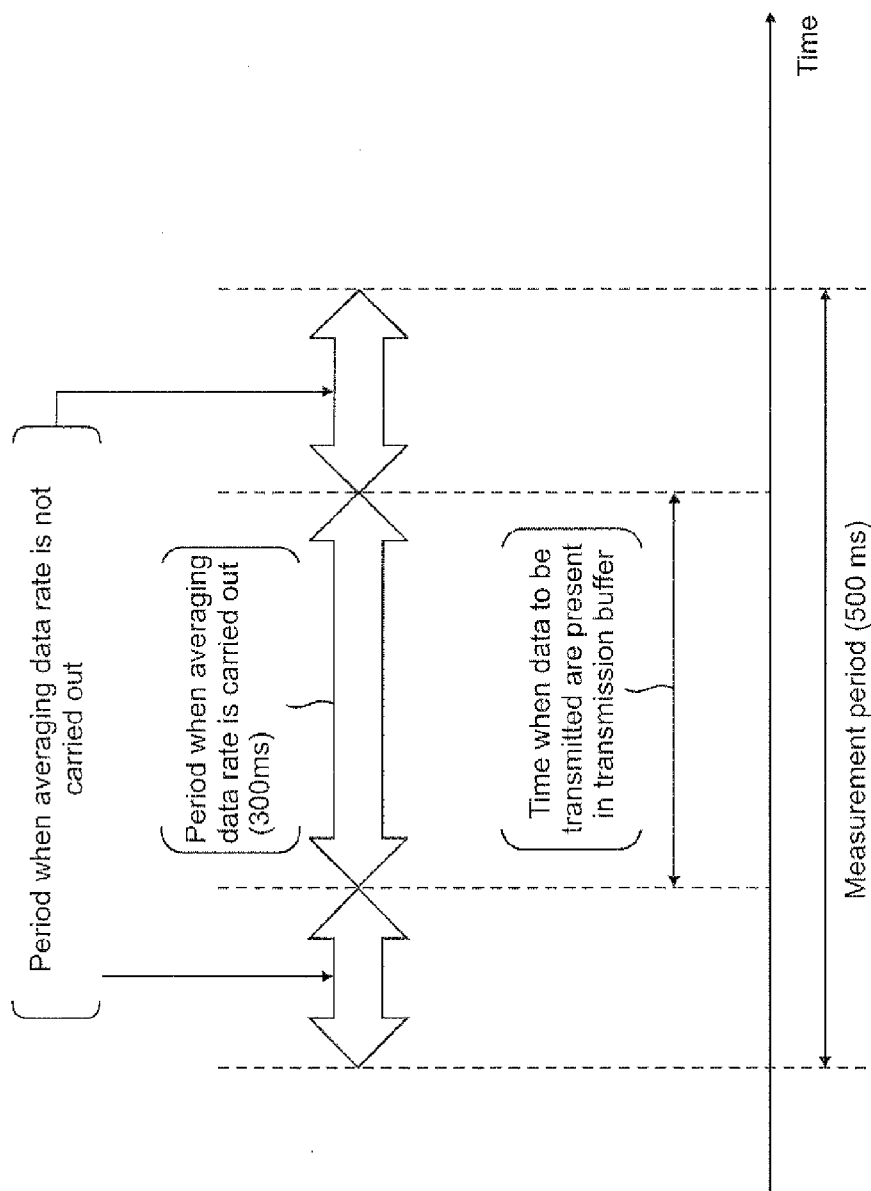 Period when averaging data rate is not
carried out
Period when averaging
data rate is carried out
(300ms)
Time when data to be
transmitted are present
in transmission buffer
Time
Measurement period (500 ms)